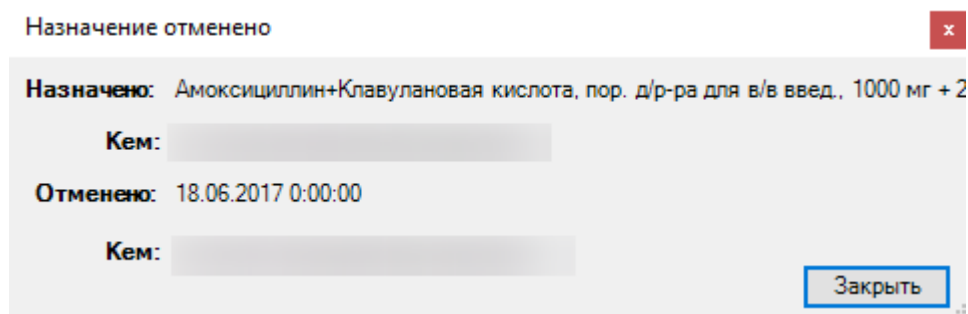 Назначение отменено
x
Назначено: Амоксициллин+Клавулановая кислота, пор. д/р-ра для в/в введ., 1000 мг + 2
Кем:
Отменено: 18.06.2017 0:00:00
Кем:
Закрыть